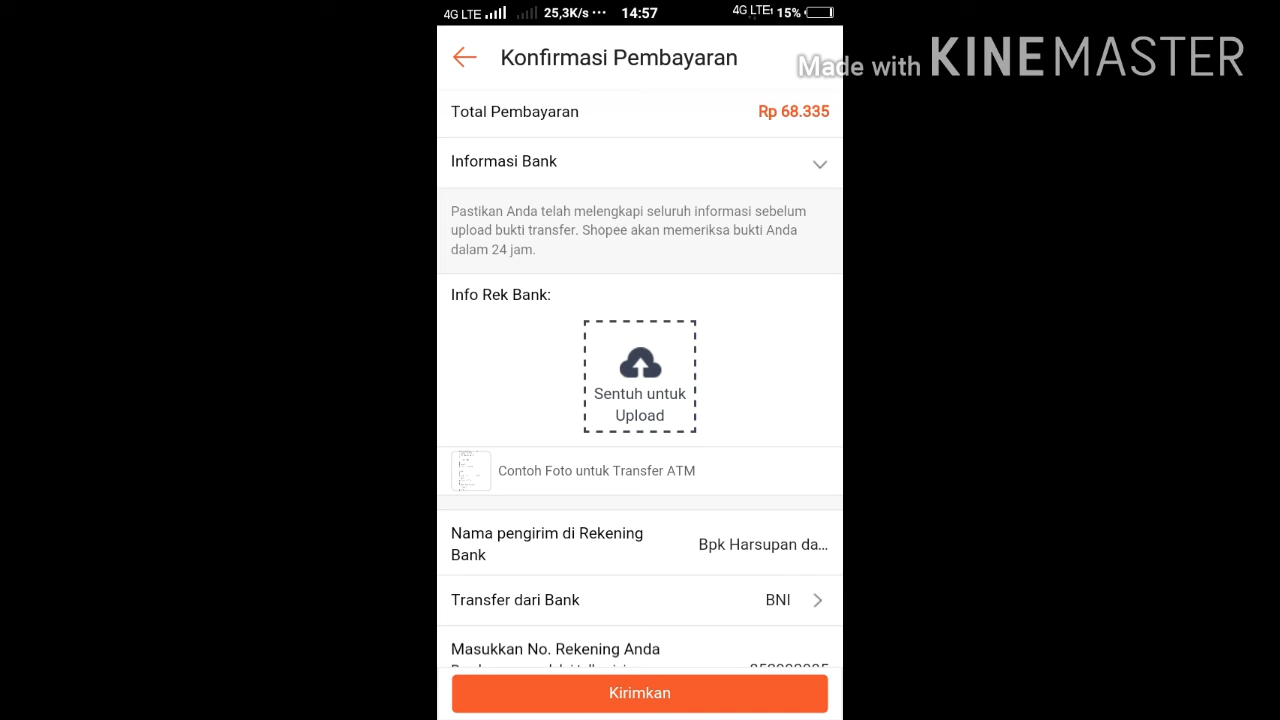 4G LTE 25,3K/s ... 14:57 4G LTE 15%
Konfirmasi Pembayaran
Made with KINEMASTER
Total Pembayaran Rp 68.335
Informasi Bank
Pastikan Anda telah melengkapi seluruh informasi sebelum
upload bukti transfer. Shopee akan memeriksa bukti Anda
dalam 24 jam.
Info Rek Bank:
Sentuh untuk
Upload
Contoh Foto untuk Transfer ATM
Nama pengirim di Rekening
Bank
Bpk Harsupan da...
Transfer dari Bank BNI
Masukkan No. Rekening Anda
Kirimkan